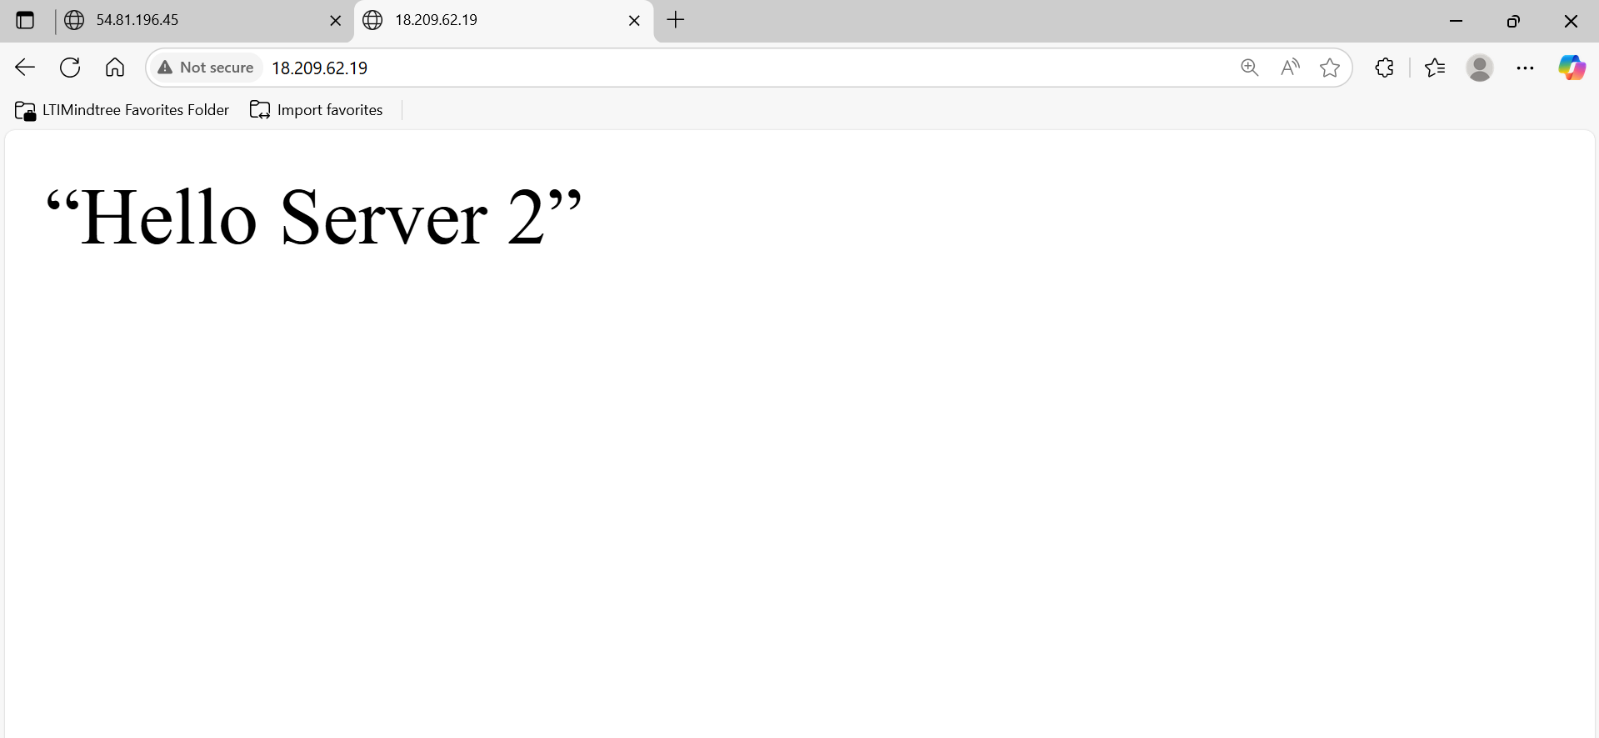 54.81.196.45
18.209.62.19
Not secure 18.209.62.19
LTIMindtree Favorites Folder Import favorites
“Hello Server 2”